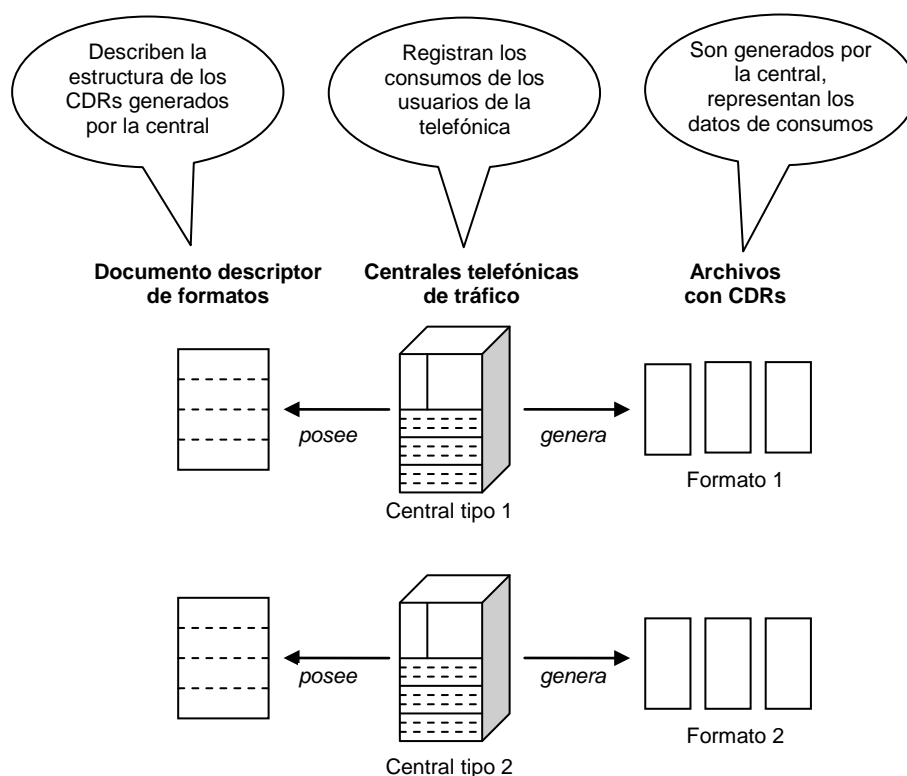 Describen la
estructura de los
CDRs generados
por la central
Registran los
consumos de los
usuarios de la
telefónica
Son generados por
la central,
representan los
datos de consumos
Documento descriptor
de formatos
Centrales telefónicas
de tráfico
Archivos
con CDRs
posee
genera
Formato 1
Central tipo 1
posee
genera
Formato 2
Central tipo 2